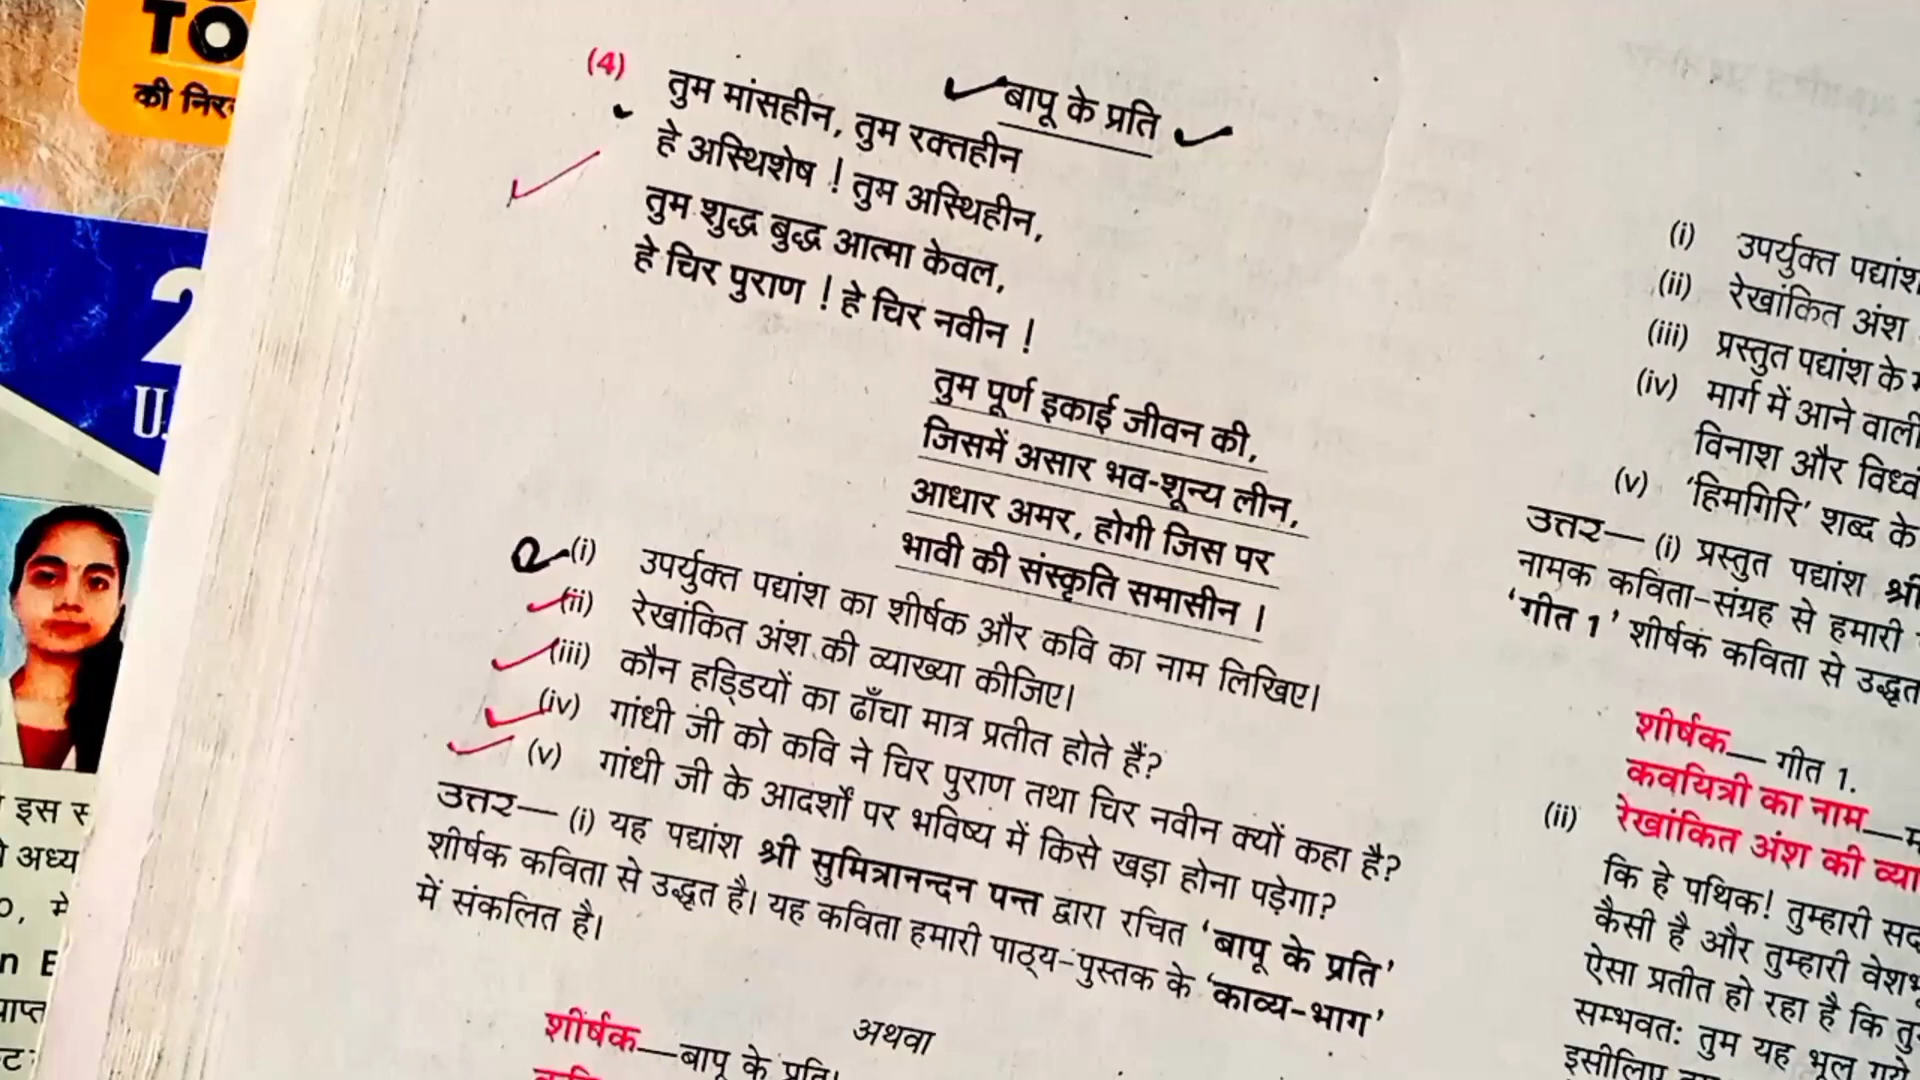 TO
की निर
2
U.
इस स
अध्य
n E
(4)
बापू के प्रति
तुम मांसहीन, तुम रक्तहीन
हे अस्थिशेष ! तुम अस्थिहीन,
तुम शुद्ध बुद्ध आत्मा केवल,
हे चिर पुराण ! हे चिर नवीन !
तुम पूर्ण इकाई जीवन की,
जिसमें असार भव-शून्य लीन,
आधार अमर, होगी जिस पर
भावी की संस्कृति समासीन ।
(i) उपर्युक्त पद्यांश का शीर्षक और कवि का नाम लिखिए।
(ii) रेखांकित अंश की व्याख्या कीजिए।
(iii) कौन हड्डियों का ढाँचा मात्र प्रतीत होते हैं?
(iv) गांधी जी को कवि ने चिर पुराण तथा चिर नवीन क्यों कहा है?
(v) गांधी जी के आदर्शों पर भविष्य में किसे खड़ा होना पड़ेगा?
उत्तर— (i) यह पद्यांश श्री सुमित्रानन्दन पन्त द्वारा रचित ‘बापू के प्रति’
शीर्षक कविता से उद्धृत है। यह कविता हमारी पाठ्य-पुस्तक के ‘काव्य-भाग’
में संकलित है।
अथवा
शीर्षक—बापू के प्रति।
(i) उपर्युक्त पद्यांश
(ii) रेखांकित अंश
(iii) प्रस्तुत पद्यांश के
(iv) मार्ग में आने वाली
विनाश और विध्वं
(v) ‘हिमगिरि’ शब्द के
उत्तर— (i) प्रस्तुत पद्यांश श्री
नामक कविता-संग्रह से हमारी
‘गीत 1’ शीर्षक कविता से उद्धृत
शीर्षक— गीत 1.
कवयित्री का नाम—म
(ii) रेखांकित अंश की व्या
कि हे पथिक! तुम्हारी सद
कैसी है और तुम्हारी वेशभू
ऐसा प्रतीत हो रहा है कि तु
सम्भवत: तुम यह भूल गये
इसीलिए